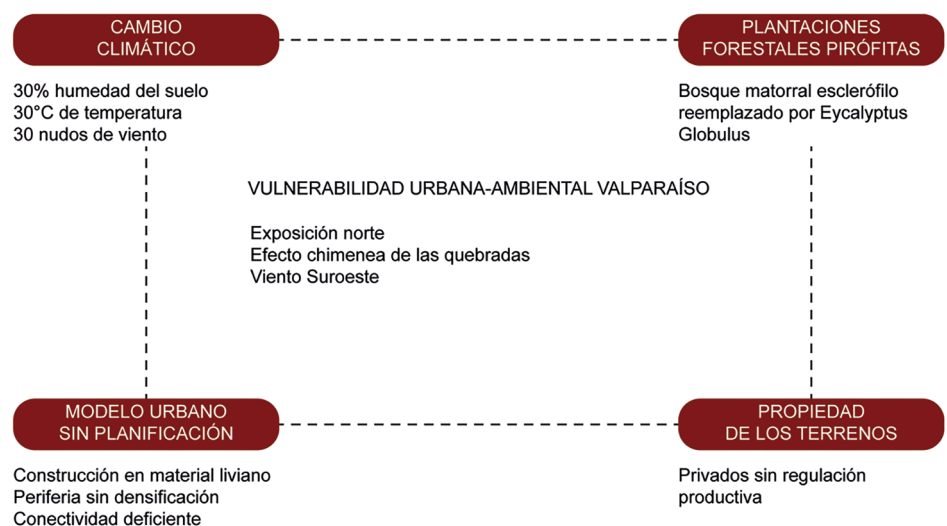 CAMBIO
CLIMÁTICO
30% humedad del suelo
30°C de temperatura
30 nudos de viento
PLANTACIONES
FORESTALES PIRÓFITAS
Bosque matorral esclerófilo
reemplazado por Eycalyptus
Globulus
VULNERABILIDAD URBANA-AMBIENTAL VALPARAÍSO
Exposición norte
Efecto chimenea de las quebradas
Viento Suroeste
MODELO URBANO
SIN PLANIFICACIÓN
Construcción en material liviano
Periferia sin densificación
Conectividad deficiente
PROPIEDAD
DE LOS TERRENOS
Privados sin regulación
productiva